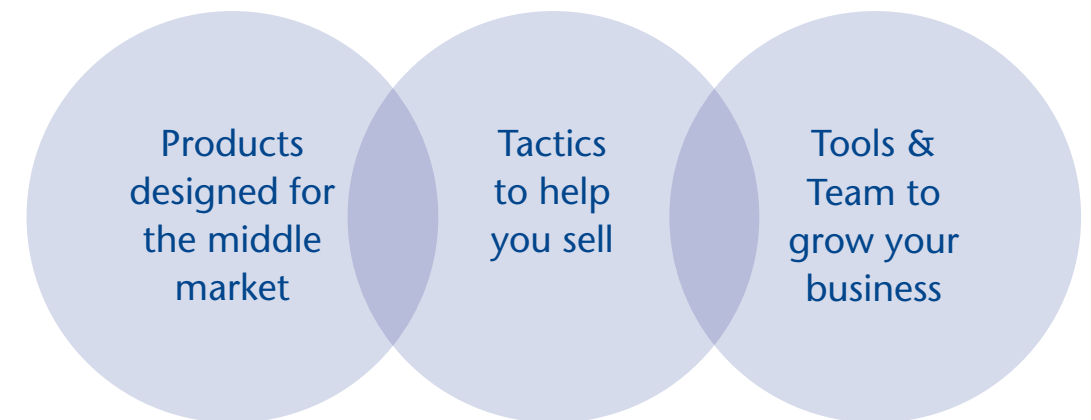 Products
designed for
the middle
market
Tactics
to help
you sell
Tools &
Team to
grow your
business